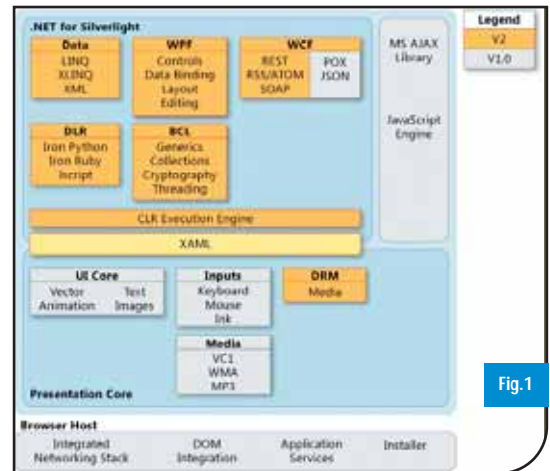 .NET for Silverlight
Data
LINQ
XLINQ
XML
WPF
Controls
Data Binding
Layout
Editing
WCF
REST
RSS/ATOM
SOAP
POX
JSON
MS AJAX
Library
JavaScript
Engine
Legend
V2
V1.0
DLR
Iron Python
Iron Ruby
Jscript
BCL
Generics
Collections
Cryptography
Threading
CLR Execution Engine
XAML
UI Core
Vector Text
Animation Images
Inputs
Keyboard
Mouse
Ink
DRM
Media
Media
VC1
WMA
MP3
Presentation Core
Fig.1
Browser Host
Integrated
Networking Stack
DOM
Integration
Application
Services
Installer